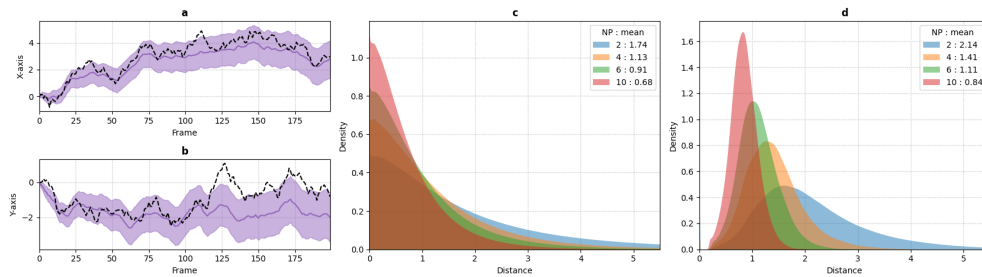 a
X-axis
4
2
0
0 25 50 75 100 125 150 175
Frame
b
Y-axis
0
−2
0 25 50 75 100 125 150 175
Frame
c
Density
1.0
0.8
0.6
0.4
0.2
0.0
0 1 2 3 4 5
Distance
NP : mean
2 : 1.74
4 : 1.13
6 : 0.91
10 : 0.68
d
Density
1.6
1.4
1.2
1.0
0.8
0.6
0.4
0.2
0.0
0 1 2 3 4 5
Distance
NP : mean
2 : 2.14
4 : 1.41
6 : 1.11
10 : 0.84